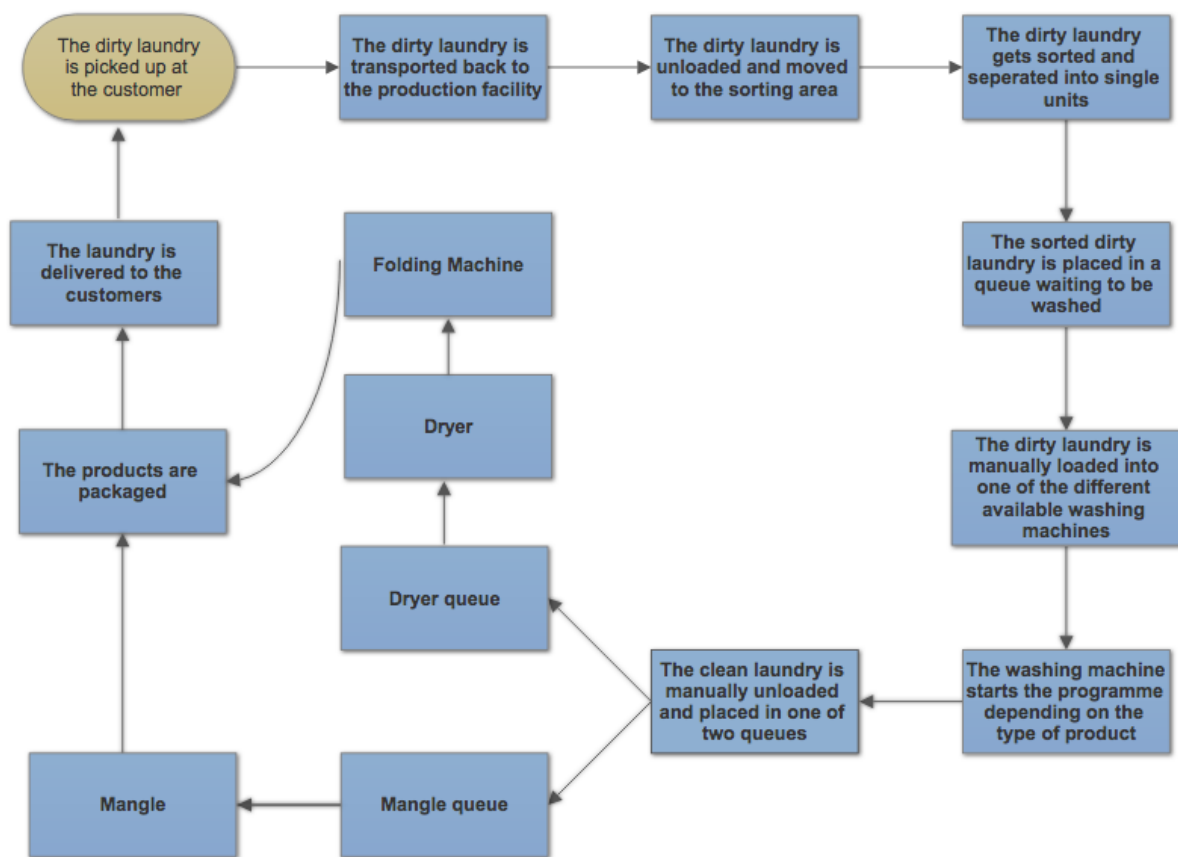 The dirty laundry
is picked up at
the customer
The dirty laundry is
transported back to
the production facility
The dirty laundry is
unloaded and moved
to the sorting area
The dirty laundry
gets sorted and
seperated into single
units
The sorted dirty
laundry is placed in a
queue waiting to be
washed
The dirty laundry is
manually loaded into
one of the different
available washing
machines
The washing machine
starts the programme
depending on the
type of product
The clean laundry is
manually unloaded
and placed in one of
two queues
Dryer queue
Dryer
Folding Machine
Mangle queue
Mangle
The products are
packaged
The laundry is
delivered to the
customers